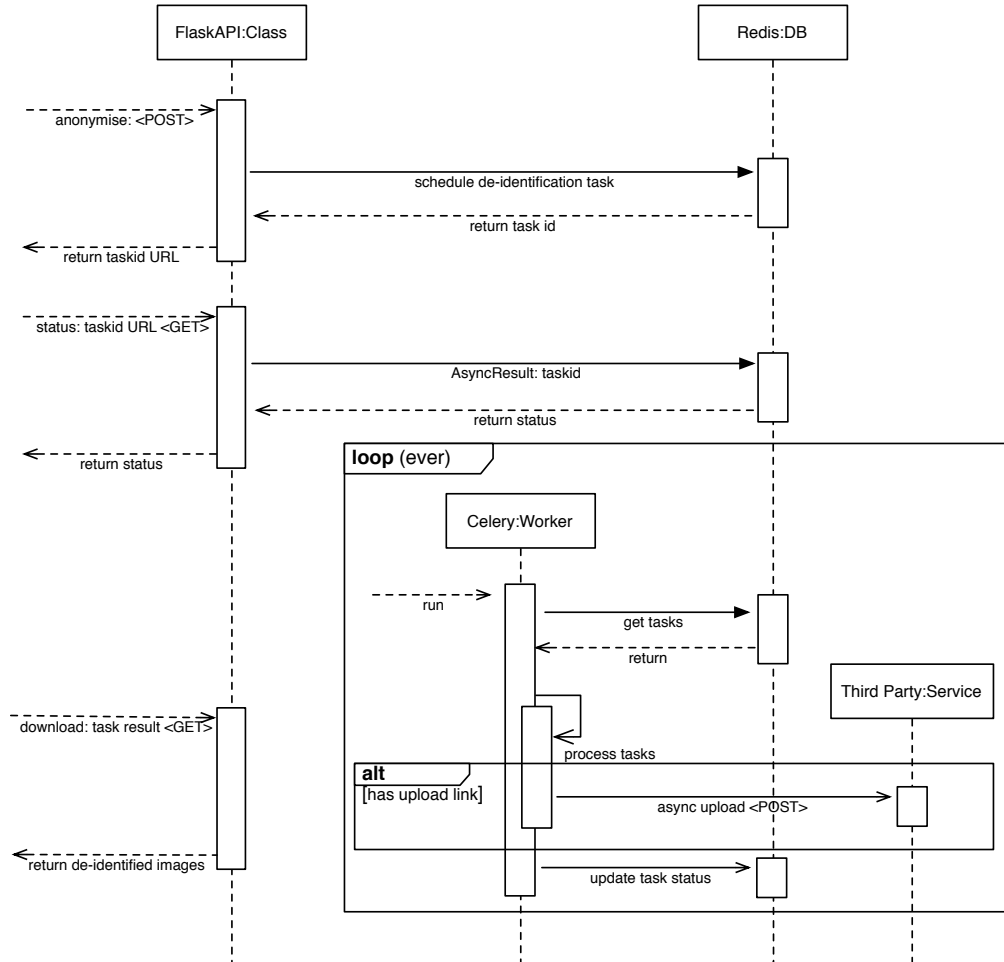 FlaskAPI:Class
Redis:DB
anonymise: <POST>
schedule de-identification task
return task id
return taskid URL
status: taskid URL <GET>
AsyncResult: taskid
return status
return status
loop (ever)
Celery:Worker
run
get tasks
return
Third Party:Service
download: task result <GET>
process tasks
alt
[has upload link]
async upload <POST>
return de-identified images
update task status